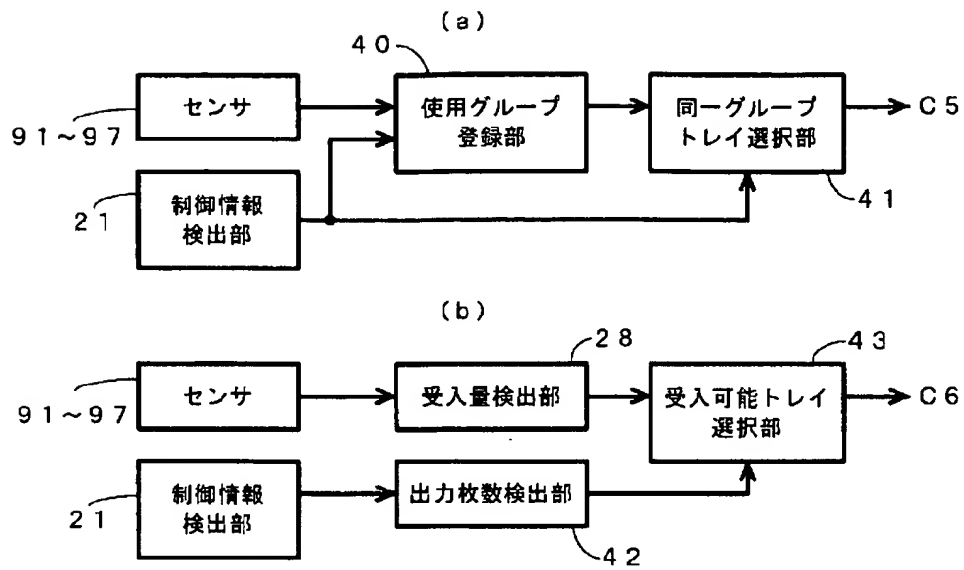 (a)
40
センサ
91~97
使用グループ
登録部
同一グループ
トレイ選択部
C5
41
21
制御情報
検出部
(b)
28
43
センサ
91~97
受入量検出部
受入可能トレイ
選択部
C6
21
制御情報
検出部
出力枚数検出部
42